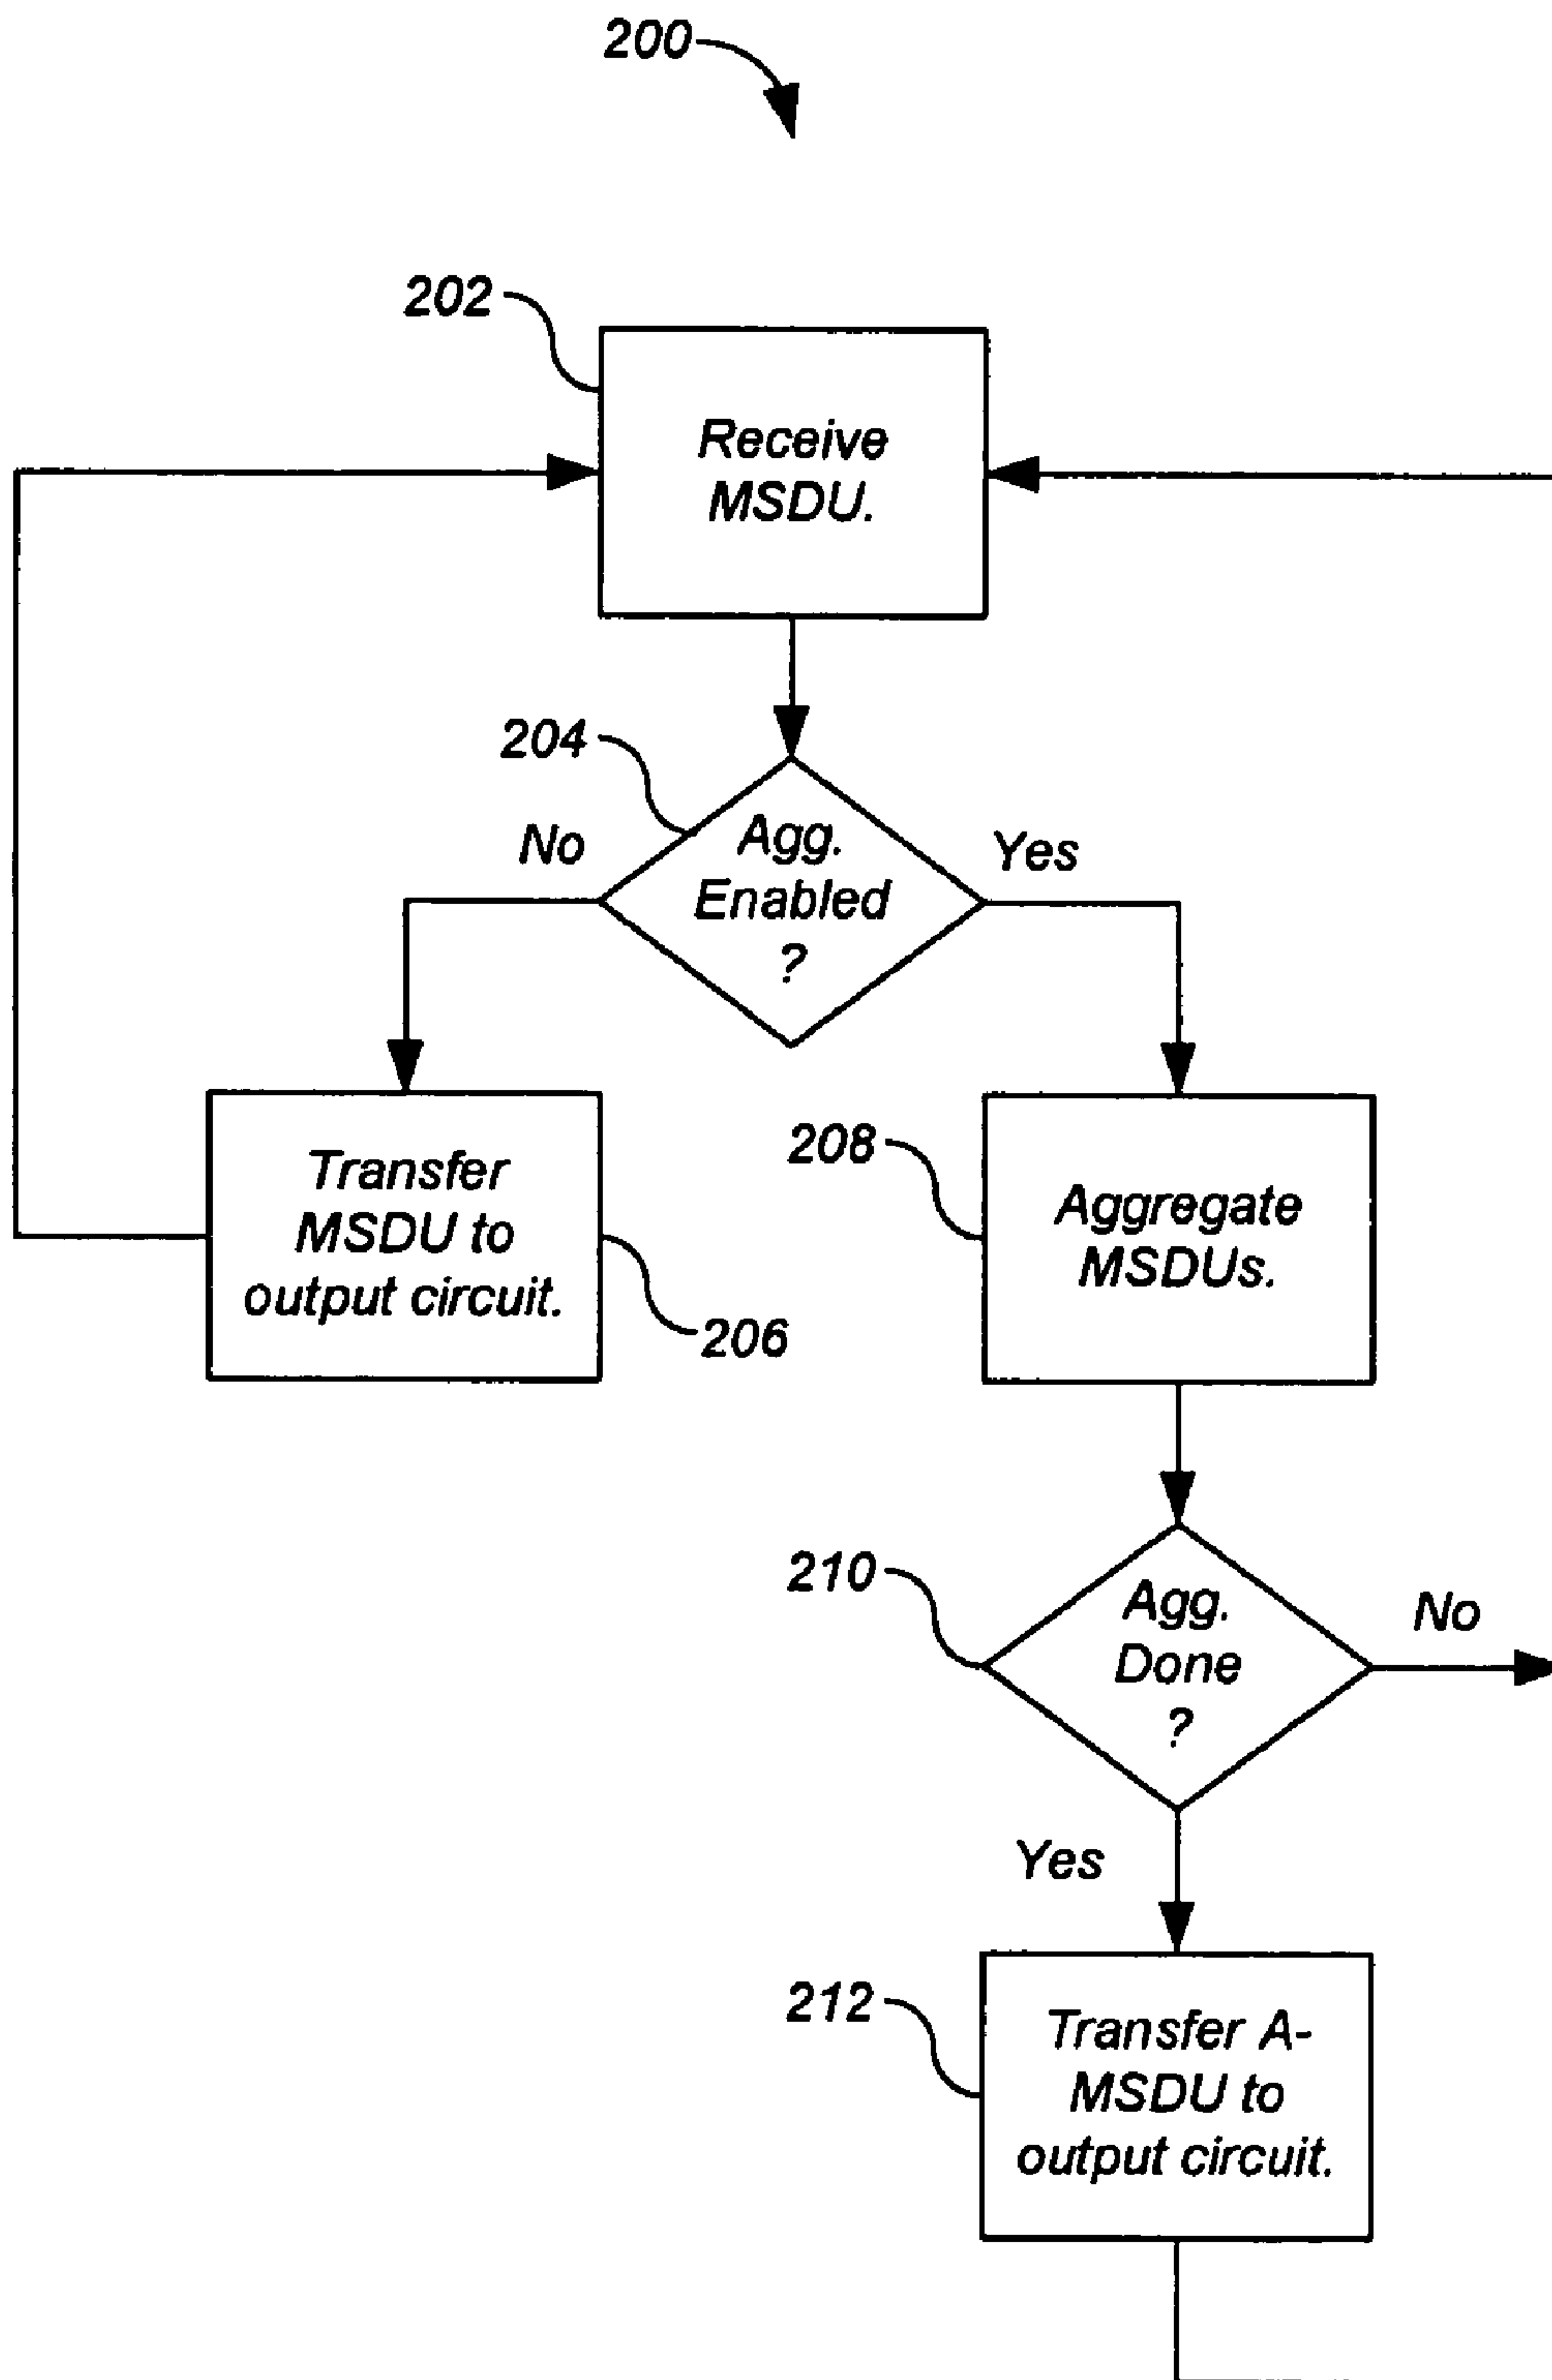 200
202
Receive
MSDU.
204
No
Agg.
Enabled
?
Yes
Transfer
MSDU to
output circuit.
206
208
Aggregate
MSDUs.
210
Agg.
Done
?
No
Yes
212
Transfer A-
MSDU to
output circuit.